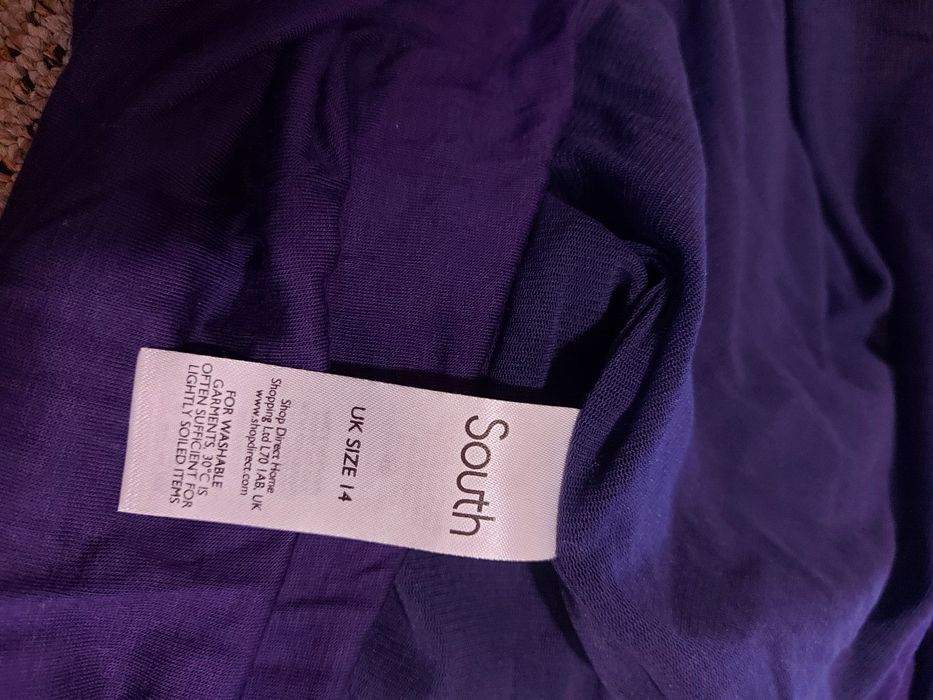 South
UK SIZE 14
Shop Direct Home
Shopping Ltd L70 1AB, UK
www.shopdirect.com
FOR WASHABLE
GARMENTS, 30°C IS
OFTEN SUFFICIENT FOR
LIGHTLY SOILED ITEMS